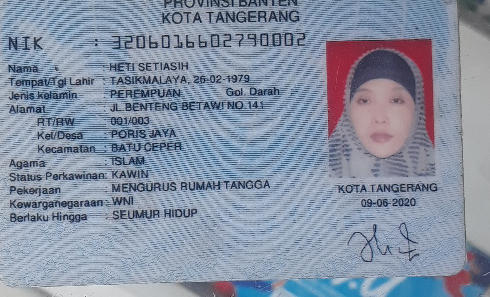 PROVINSI BANTEN
KOTA TANGERANG
NIK : 3206016602790002
Nama : HETI SETIASIH
Tempat/Tgl Lahir : TASIKMALAYA, 26-02-1979
Jenis kelamin : PEREMPUAN Gol. Darah
Alamat : JL. BENTENG BETAWI NO.141
RT/RW : 001/003
Kel/Desa : PORIS JAYA
Kecamatan : BATU CEPER
Agama : ISLAM
Status Perkawinan: KAWIN
Pekerjaan : MENGURUS RUMAH TANGGA
Kewarganegaraan: WNI
Berlaku Hingga : SEUMUR HIDUP
KOTA TANGERANG
09-06-2020